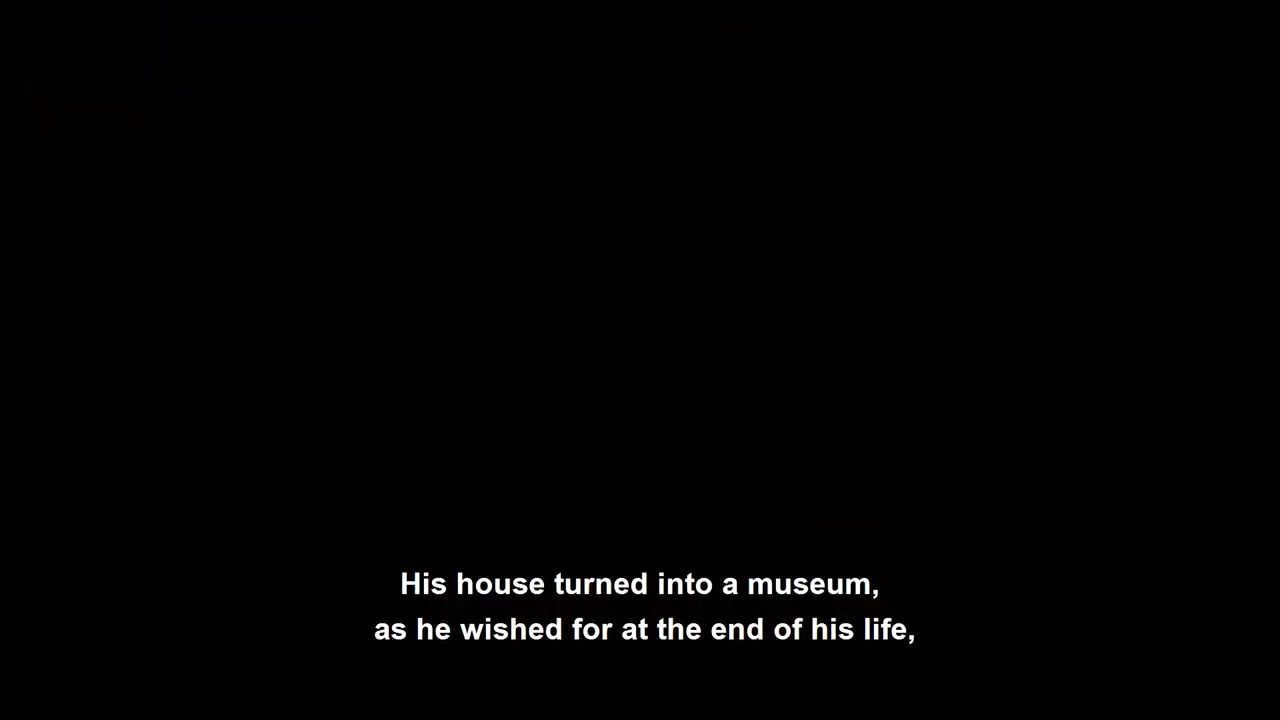 His house turned into a museum,
as he wished for at the end of his life,